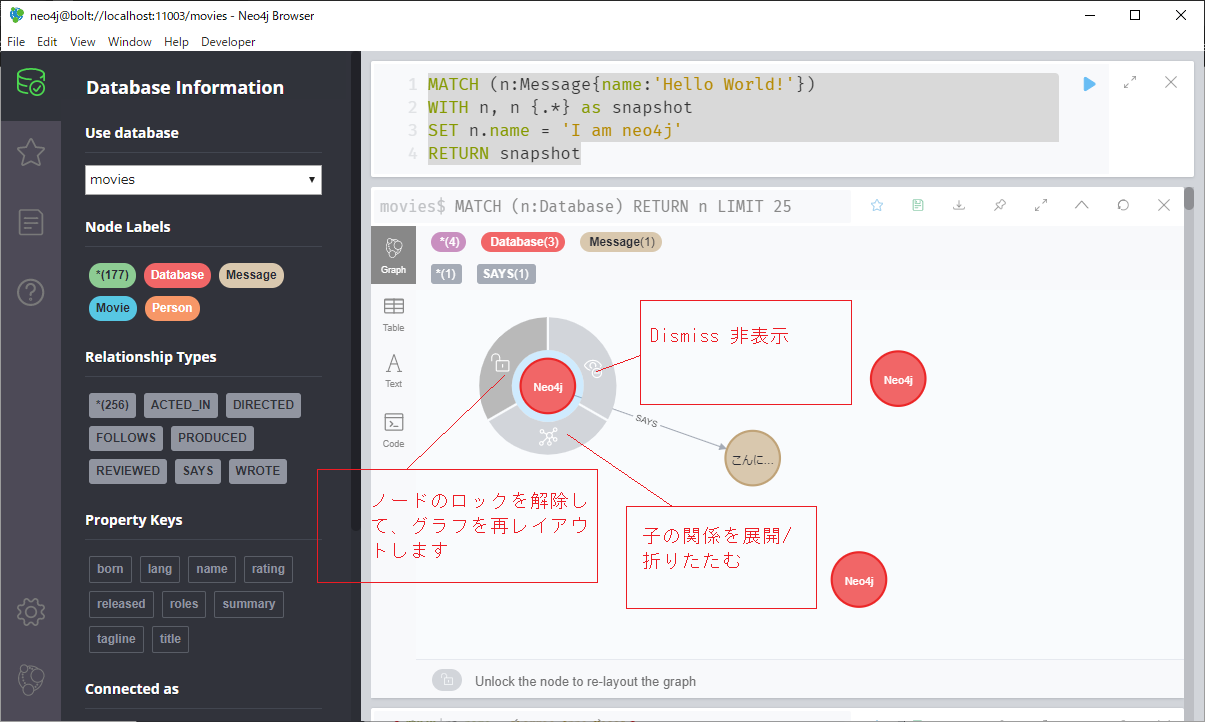 neo4j@bolt://localhost:11003/movies - Neo4j Browser
File Edit View Window Help Developer
Database Information
Use database
movies
Node Labels
*(177) Database Message
Movie Person
Relationship Types
*(256) ACTED_IN DIRECTED
FOLLOWS PRODUCED
REVIEWED SAYS WROTE
Property Keys
born lang name rating
released roles summary
tagline title
Connected as
1 MATCH (n:Message{name:'Hello World!'})
2 WITH n, n {.*} as snapshot
3 SET n.name = 'I am neo4j'
4 RETURN snapshot
movies$ MATCH (n:Database) RETURN n LIMIT 25
Graph
Table
Text
Code
*(4) Database(3) Message(1)
*(1) SAYS(1)
Neo4j
SAYS
こんに...
Neo4j
Neo4j
Dismiss 非表示
ノードのロックを解除し
て、グラフを再レイアウ
トします
子の関係を展開/
折りたたむ
Unlock the node to re-layout the graph